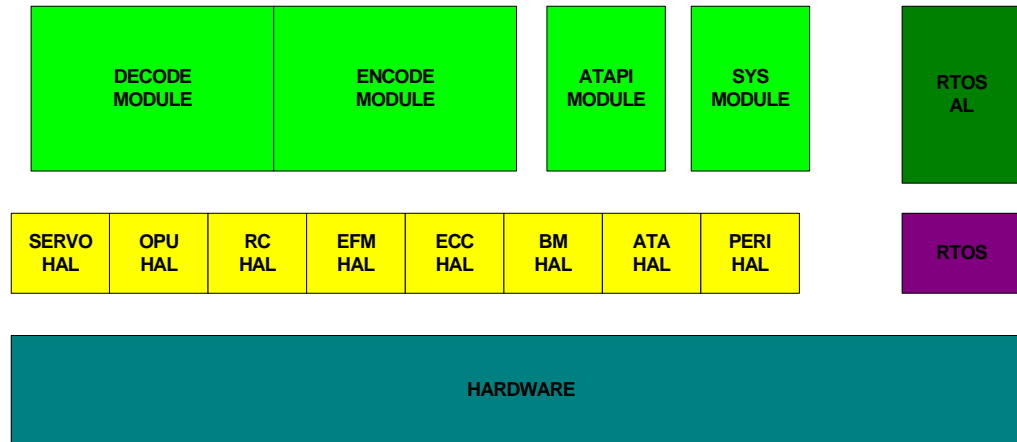 DECODE
MODULE
ENCODE
MODULE
ATAPI
MODULE
SYS
MODULE
RTOS
AL
SERVO
HAL
OPU
HAL
RC
HAL
EFM
HAL
ECC
HAL
BM
HAL
ATA
HAL
PERI
HAL
RTOS
HARDWARE